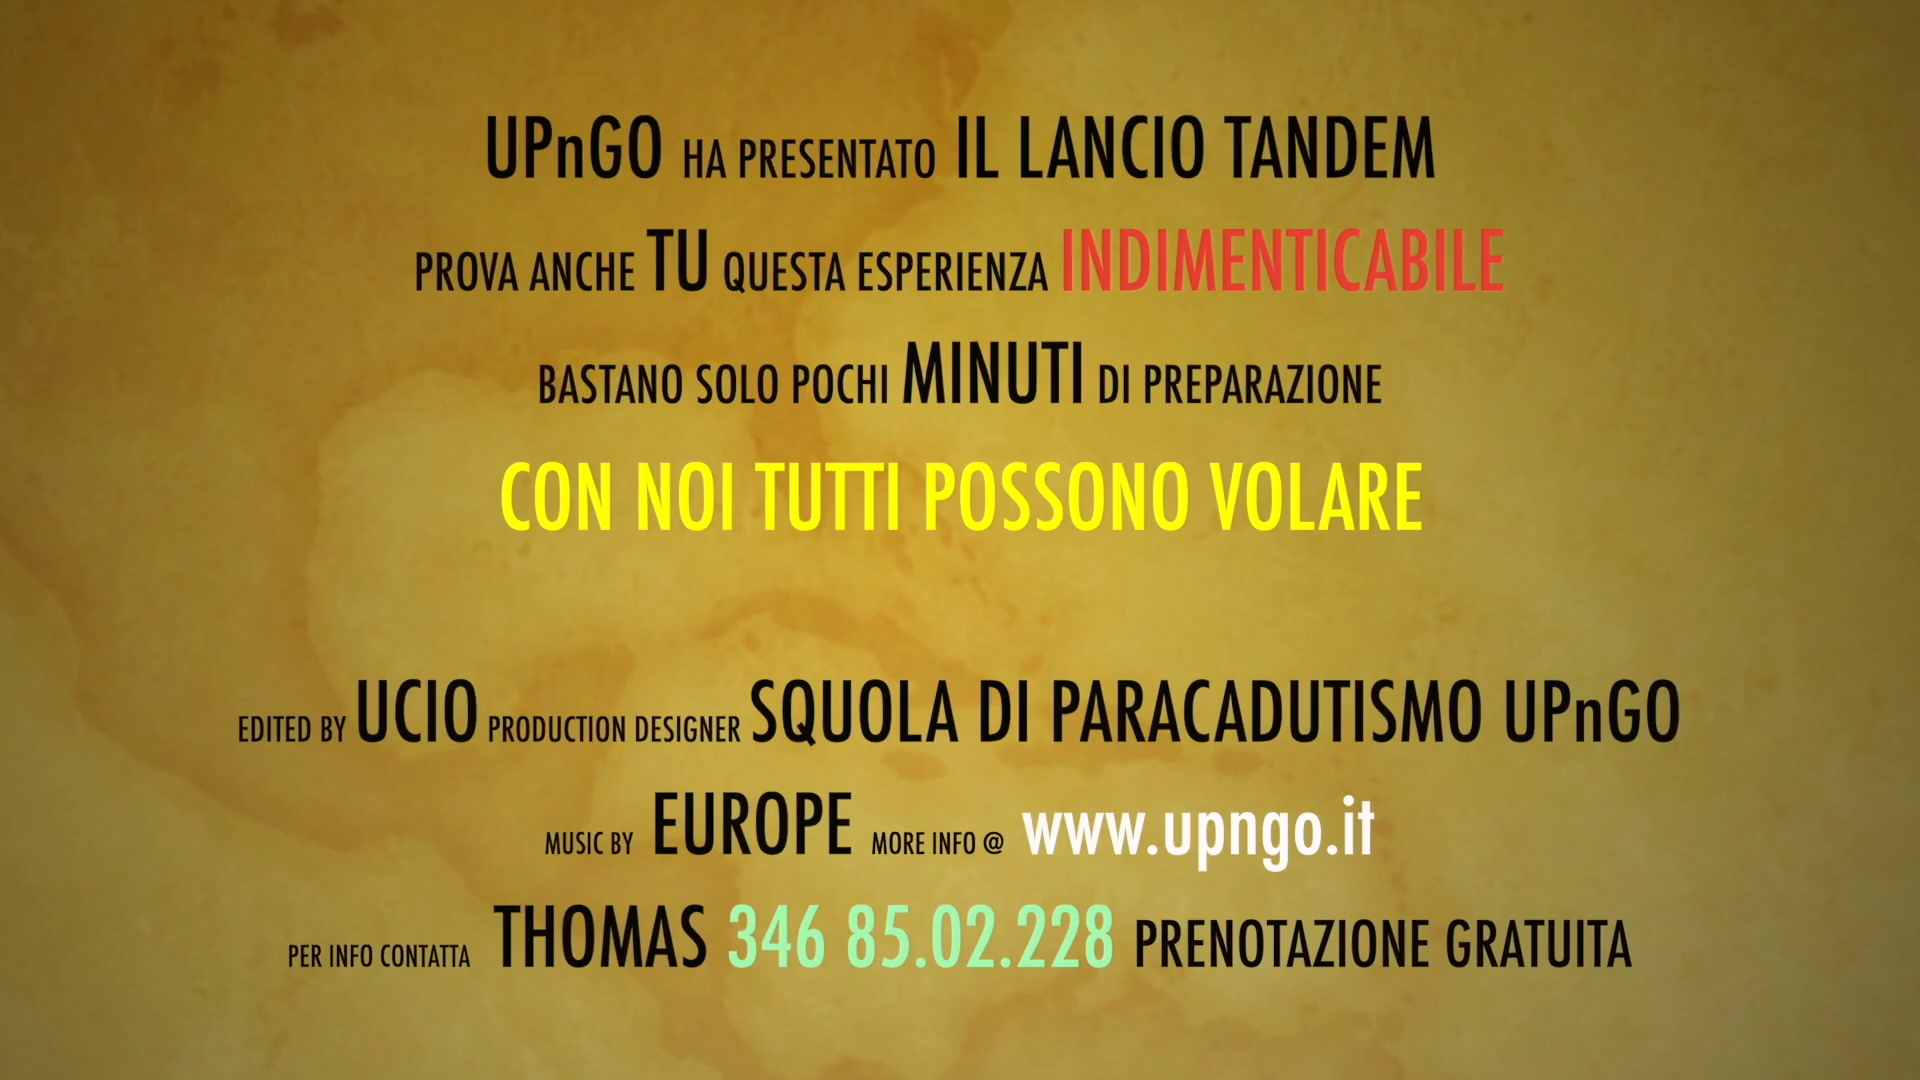 UPnGO HA PRESENTATO IL LANCIO TANDEM
PROVA ANCHE TU QUESTA ESPERIENZA INDIMENTICABILE
BASTANO SOLO POCHI MINUTI DI PREPARAZIONE
CON NOI TUTTI POSSONO VOLARE
EDITED BY UCIO PRODUCTION DESIGNER SQUOLA DI PARACADUTISMO UPnGO
MUSIC BY EUROPE MORE INFO @ www.upngo.it
PER INFO CONTATTA THOMAS 346 85.02.228 PRENOTAZIONE GRATUITA